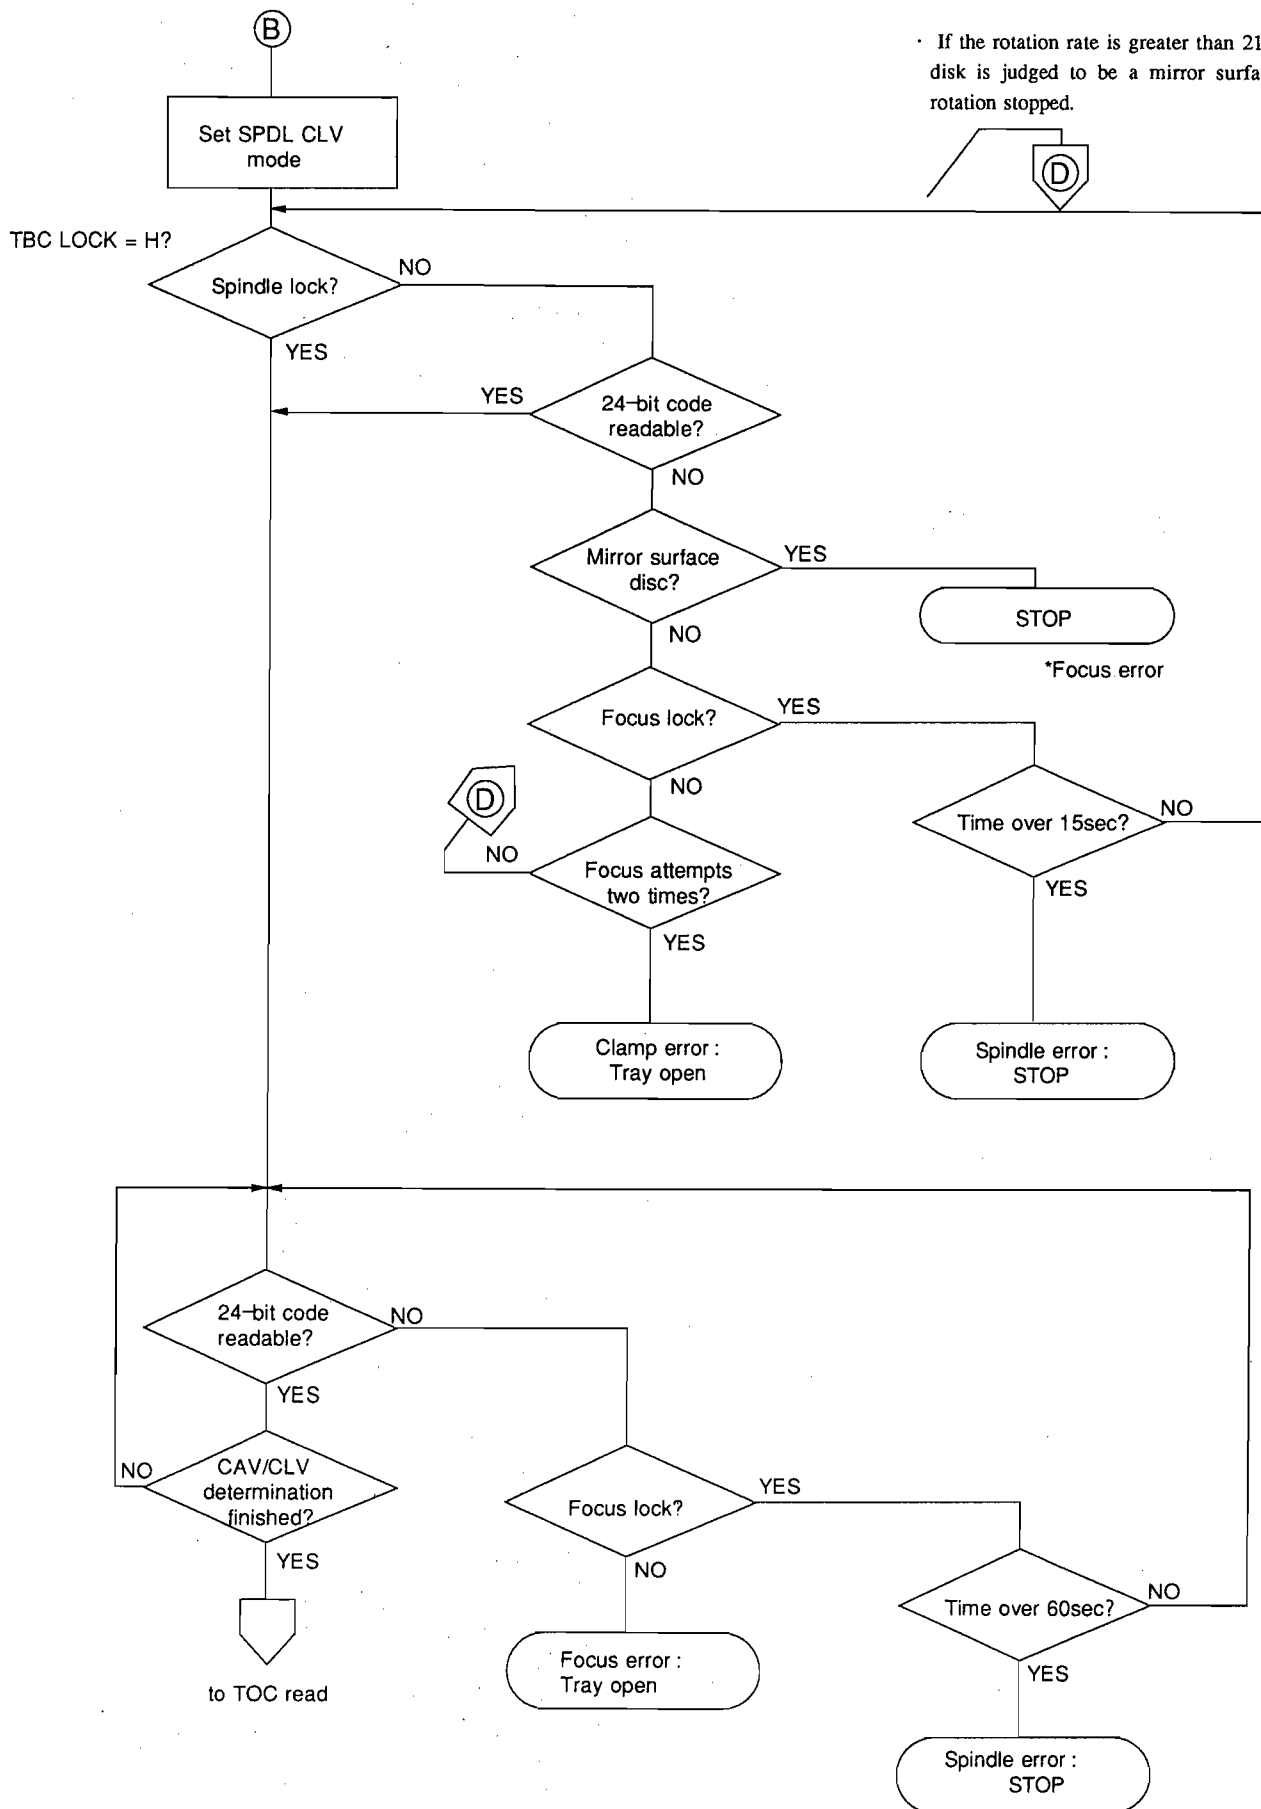 B
· If the rotation rate is greater than 21
disk is judged to be a mirror
rotation stopped.
Set SPDL CLV
mode
D
TBC LOCK = H?
Spindle lock?
NO
YES
YES
24-bit code
readable?
NO
Mirror surface
disc?
YES
NO
STOP
*Focus error
Focus lock?
YES
NO
D
NO
Focus attempts
two times?
YES
Time over 15sec?
NO
YES
Clamp error :
Tray open
Spindle error :
STOP
24-bit code
readable?
NO
YES
NO
CAV/CLV
determination
finished?
YES
to TOC read
Focus lock?
YES
NO
Focus error :
Tray open
Time over 60sec?
NO
YES
Spindle error :
STOP